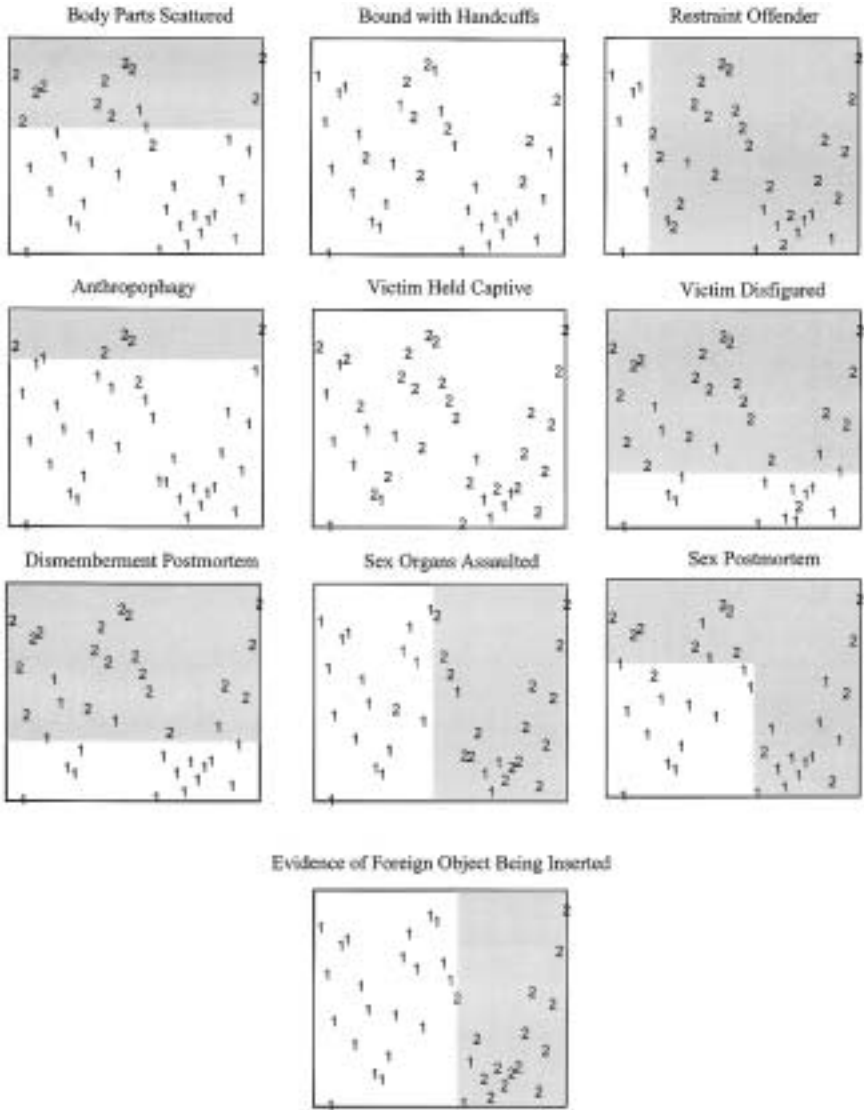 Body Parts Scattered
Bound with Handcuffs
Restraint Offender
Anthropophagy
Victim Held Captive
Victim Disfigured
Dismemberment Postmortem
Sex Organs Assaulted
Sex Postmortem
Evidence of Foreign Object Being Inserted